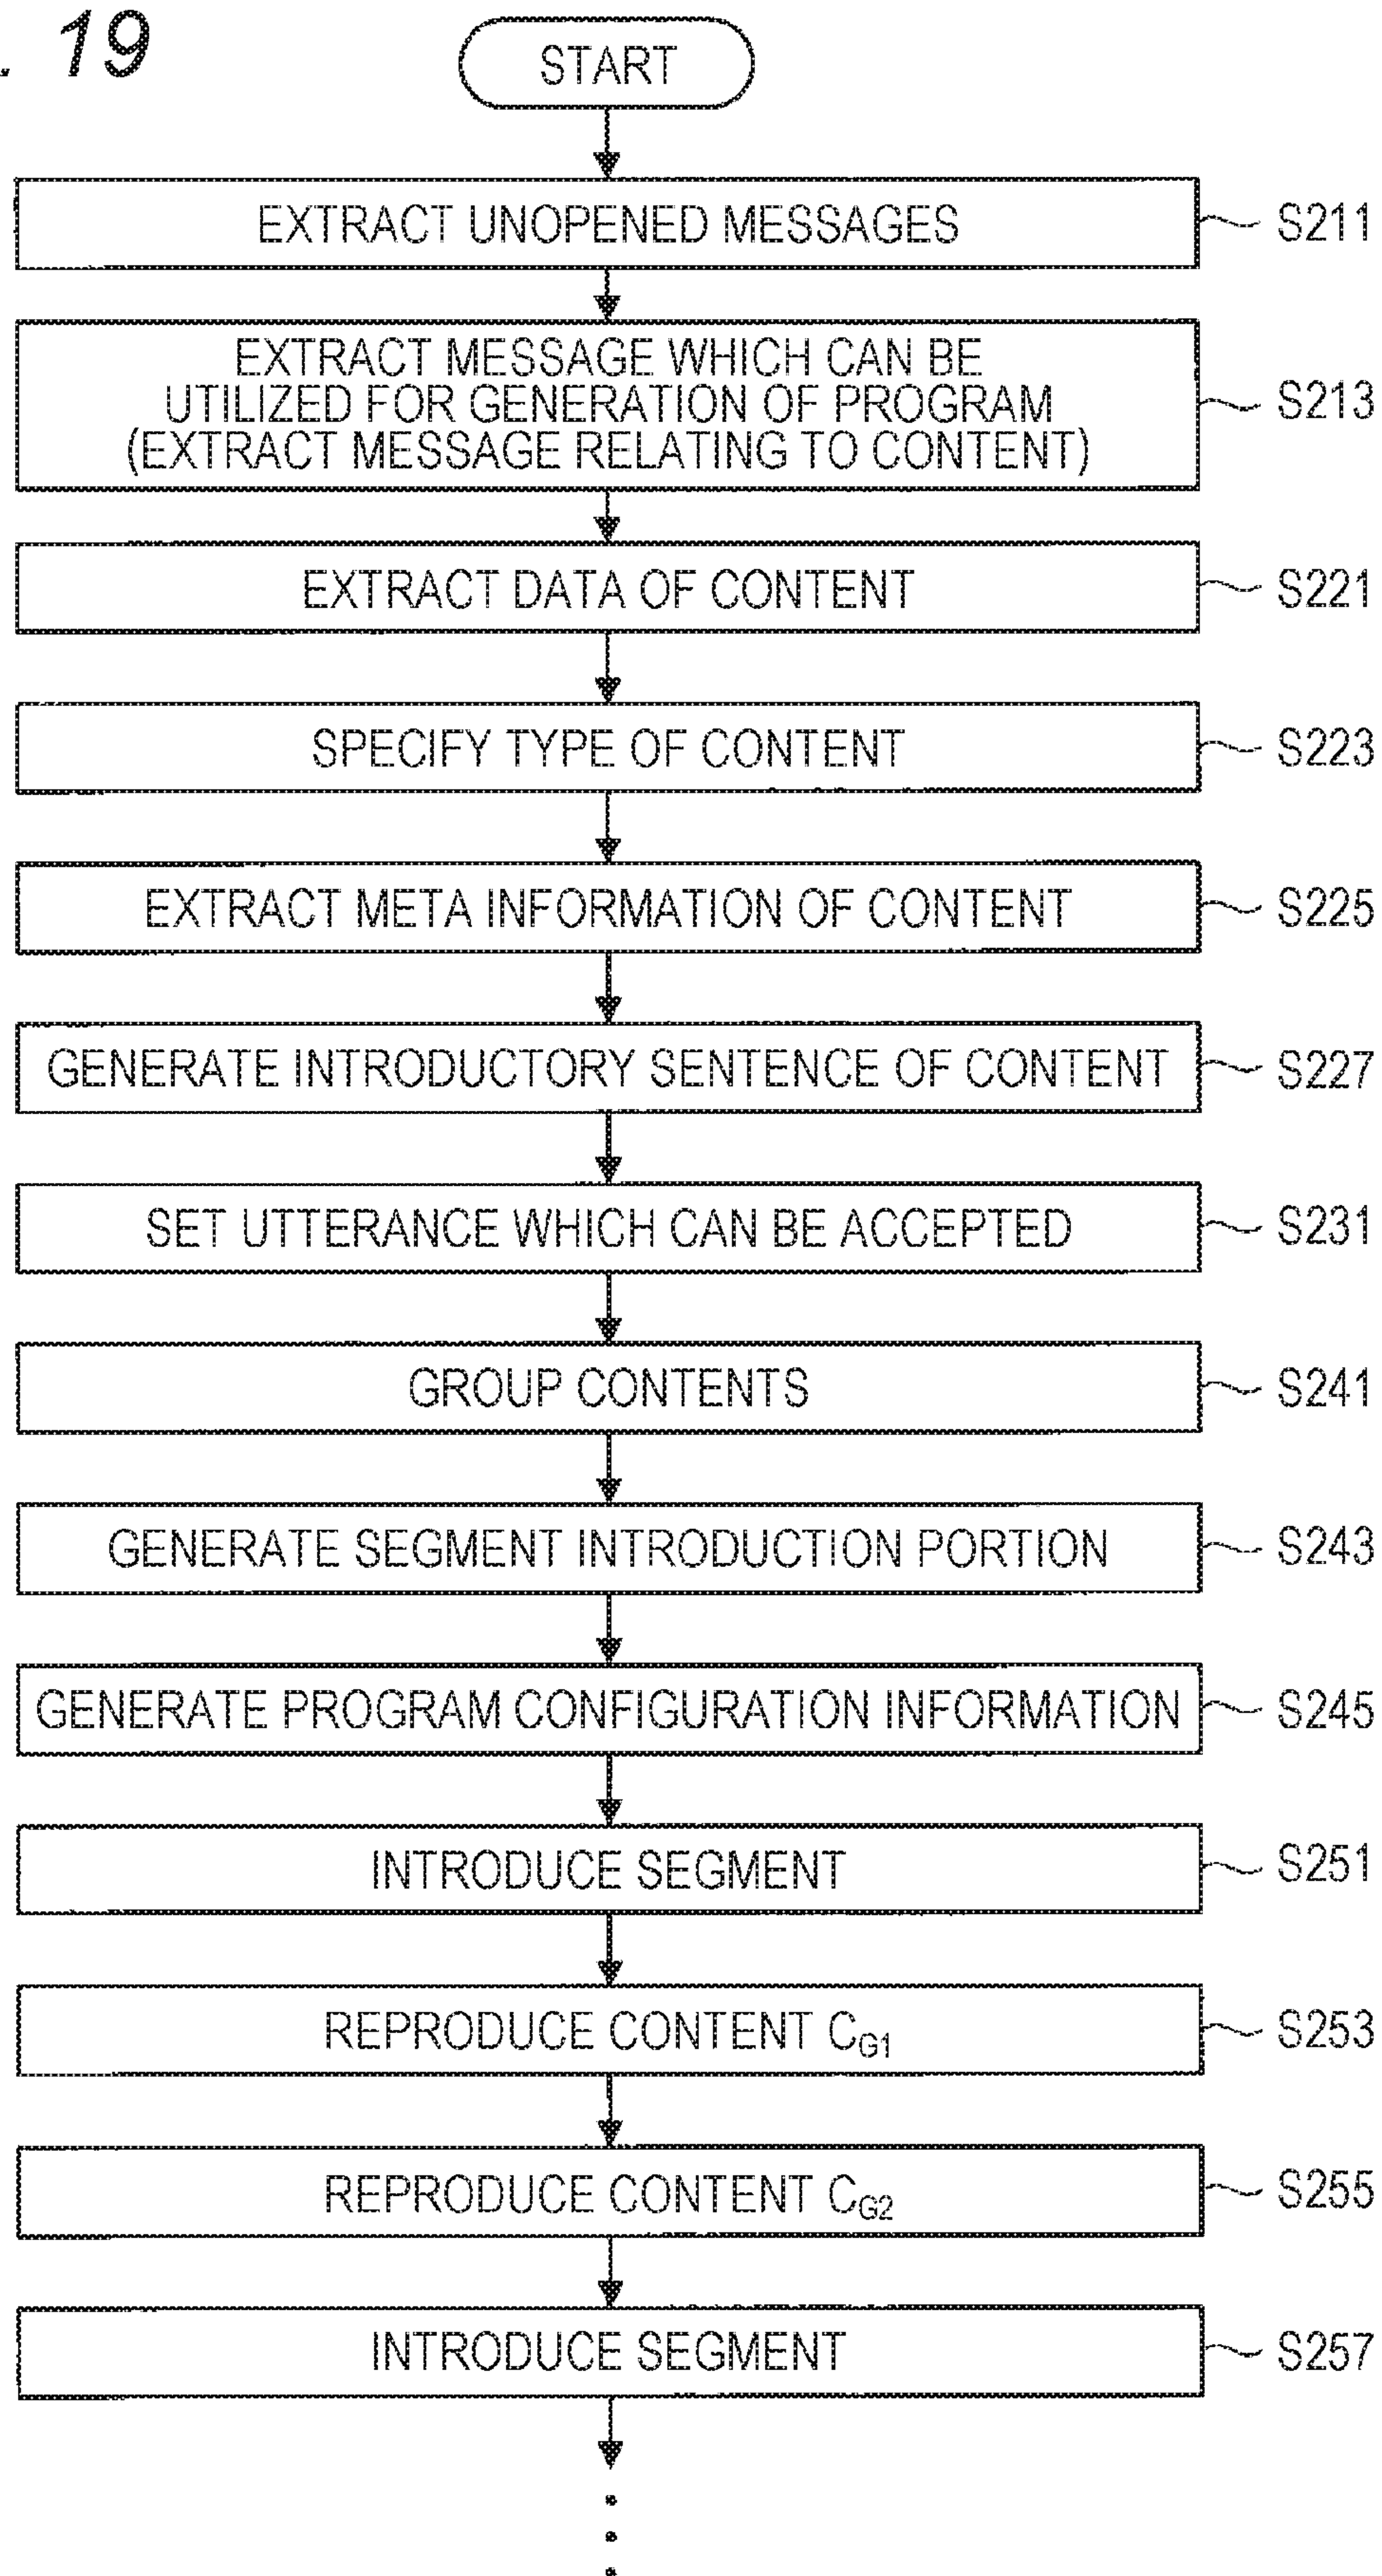 . 19
START
EXTRACT UNOPENED MESSAGES
S211
EXTRACT MESSAGE WHICH CAN BE
UTILIZED FOR GENERATION OF PROGRAM
(EXTRACT MESSAGE RELATING TO CONTENT)
S213
EXTRACT DATA OF CONTENT
S221
SPECIFY TYPE OF CONTENT
S223
EXTRACT META INFORMATION OF CONTENT
S225
GENERATE INTRODUCTORY SENTENCE OF CONTENT
S227
SET UTTERANCE WHICH CAN BE ACCEPTED
S231
GROUP CONTENTS
S241
GENERATE SEGMENT INTRODUCTION PORTION
S243
GENERATE PROGRAM CONFIGURATION INFORMATION
S245
INTRODUCE SEGMENT
S251
REPRODUCE CONTENT CG1
S253
REPRODUCE CONTENT CG2
S255
INTRODUCE SEGMENT
S257